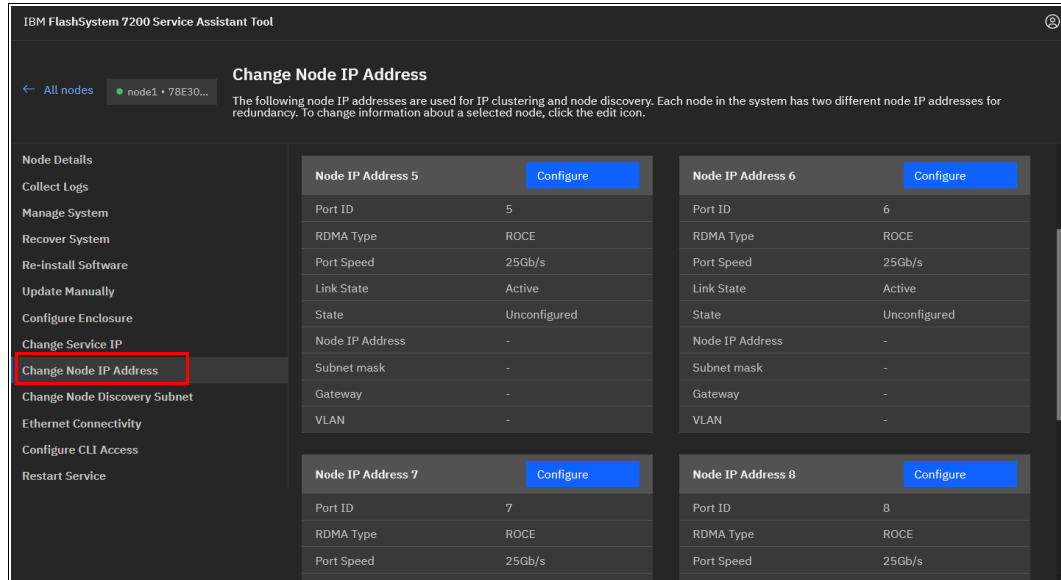 IBM FlashSystem 7200 Service Assistant Tool
← All nodes
node1 • 78E30...
Change Node IP Address
The following node IP addresses are used for IP clustering and node discovery. Each node in the system has two different node IP addresses for
redundancy. To change information about a selected node, click the edit icon.
Node Details
Collect Logs
Manage System
Recover System
Re-install Software
Update Manually
Configure Enclosure
Change Service IP
Change Node IP Address
Change Node Discovery Subnet
Ethernet Connectivity
Configure CLI Access
Restart Service
Node IP Address 5 Configure
Port ID 5
RDMA Type ROCE
Port Speed 25Gb/s
Link State Active
State Unconfigured
Node IP Address -
Subnet mask -
Gateway -
VLAN -
Node IP Address 6 Configure
Port ID 6
RDMA Type ROCE
Port Speed 25Gb/s
Link State Active
State Unconfigured
Node IP Address -
Subnet mask -
Gateway -
VLAN -
Node IP Address 7 Configure
Port ID 7
RDMA Type ROCE
Port Speed 25Gb/s
Node IP Address 8 Configure
Port ID 8
RDMA Type ROCE
Port Speed 25Gb/s